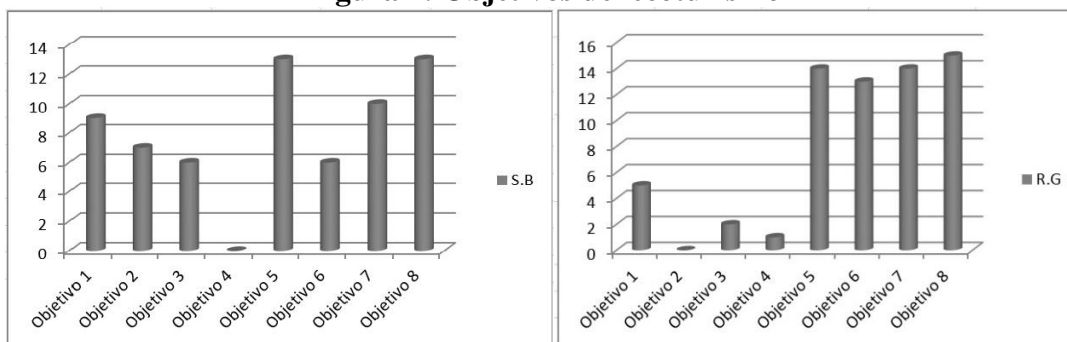 14
12
10
8
6
4
2
0
Objetivo 1
Objetivo 2
Objetivo 3
Objetivo 4
Objetivo 5
Objetivo 6
Objetivo 7
Objetivo 8
S.B
16
14
12
10
8
6
4
2
0
Objetivo 1
Objetivo 2
Objetivo 3
Objetivo 4
Objetivo 5
Objetivo 6
Objetivo 7
Objetivo 8
R.G